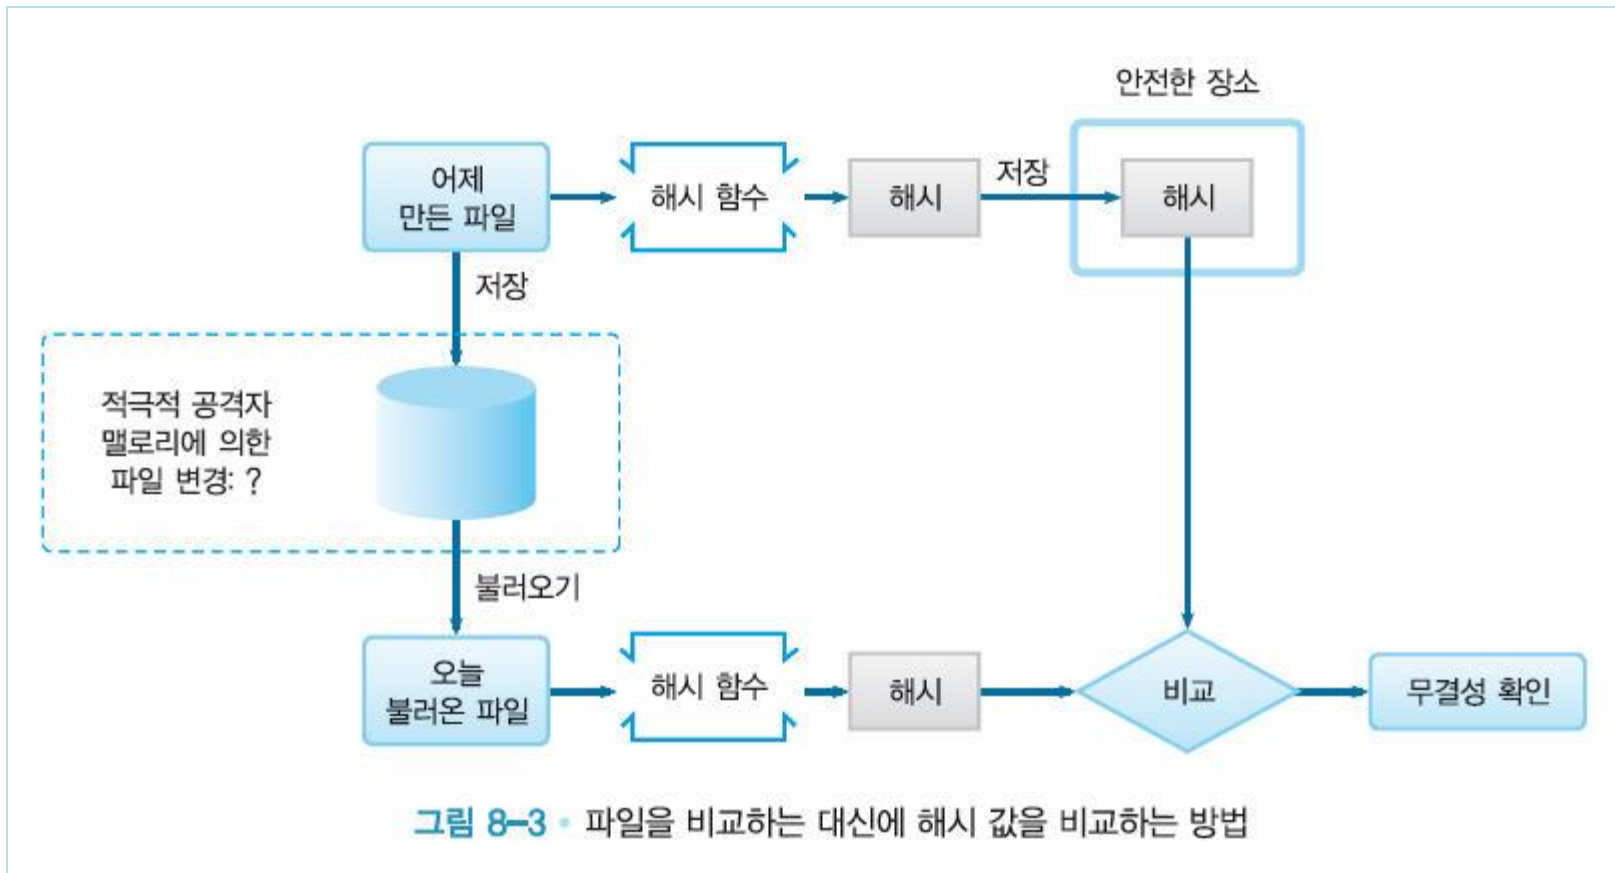 안전한 장소
어제
만든 파일
해시 함수
해시
저장
해시
저장
적극적 공격자
맬로리에 의한
파일 변경: ?
불러오기
오늘
불러온 파일
해시 함수
해시
비교
무결성 확인
그림 8-3 • 파일을 비교하는 대신에 해시 값을 비교하는 방법